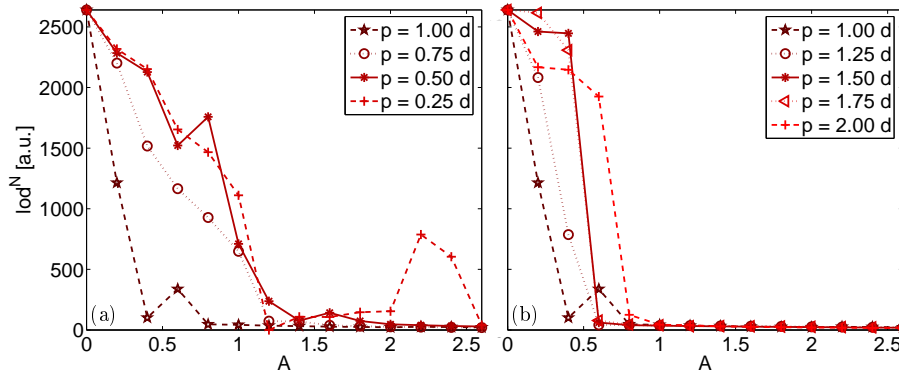 2500
2000
1500
1000
500
0
Iod^N [a.u.]
0 0.5 1 1.5 2 2.5
A
(a)
p = 1.00 d
p = 0.75 d
p = 0.50 d
p = 0.25 d
0 0.5 1 1.5 2 2.5
A
(b)
p = 1.00 d
p = 1.25 d
p = 1.50 d
p = 1.75 d
p = 2.00 d